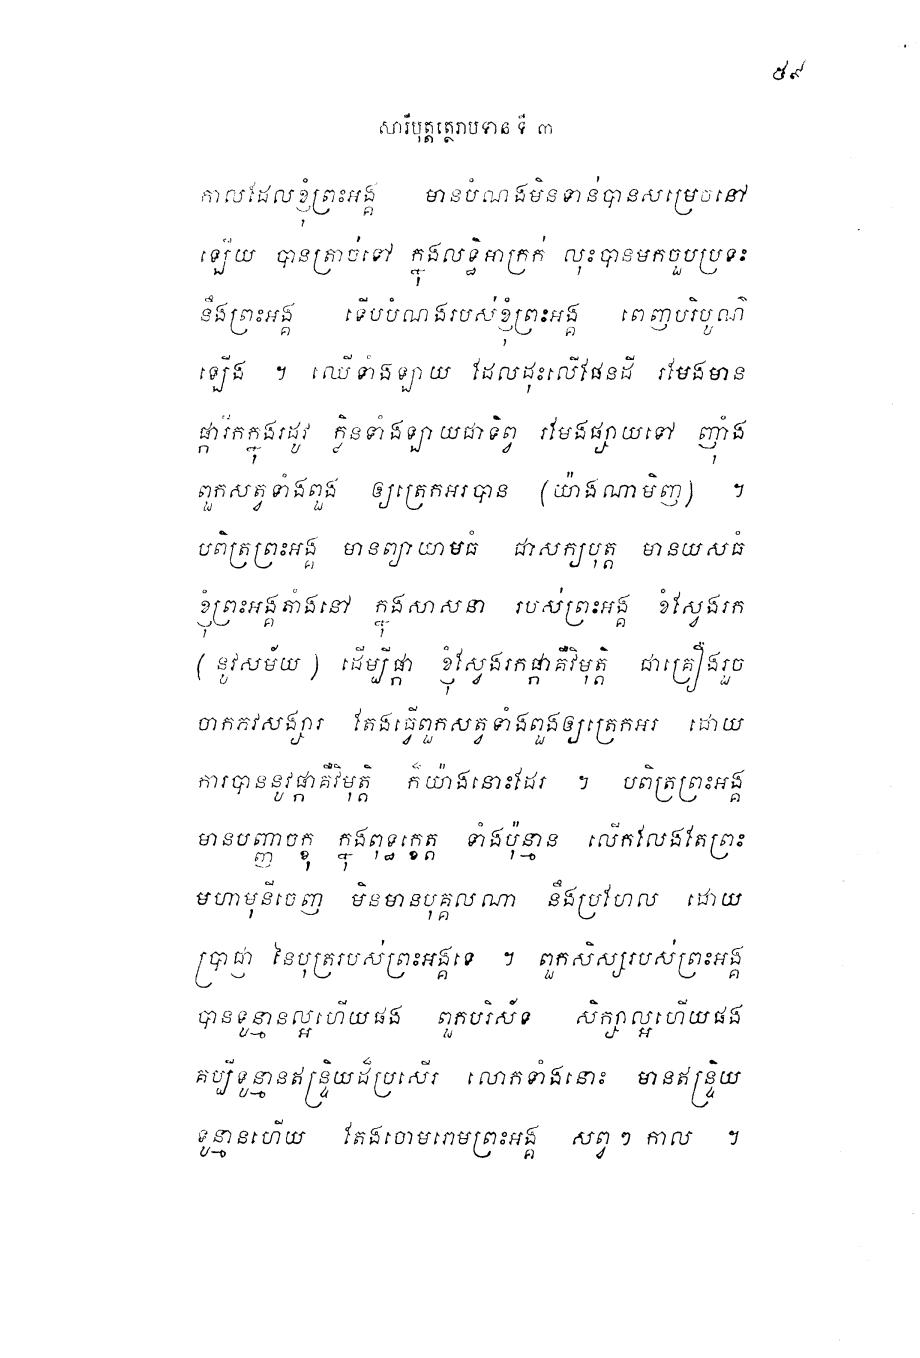 ៥៩
សារីបុត្តត្ថេរាបទាន ទី ៣
កាលដែលខ្ញុំព្រះអង្គ មានបំណងមិនទាន់បានសម្រេចនៅ
ឡើយ បានត្រាច់ទៅ ក្នុងលទ្ធិអាក្រក់ លុះបានមកចួបប្រទះ
នឹងព្រះអង្គ ទើបបំណងរបស់ខ្ញុំព្រះអង្គ ពេញបរិបូណ៌
ឡើង ។ ឈើទាំងឡាយ ដែលដុះលើផែនដី រមែងមាន
ផ្ការីកក្នុងរដូវ ក្លិនទាំងឡាយជាទិព្វ រមែងផ្សាយទៅ ញ៉ាំង
ពួកសត្វទាំងពួង ឲ្យត្រេកអរបាន (យ៉ាងណាមិញ) ។
បពិត្រព្រះអង្គ មានព្យាយាមធំ ជាសក្យបុត្ត មានយសធំ
ខ្ញុំព្រះអង្គតាំងនៅ ក្នុងសាសនា របស់ព្រះអង្គ ខំស្វែងរក
(នូវសម័យ) ដើម្បីផ្កា ខ្ញុំស្វែងរកផ្កាគឺវិមុត្តិ ជាគ្រឿងរួច
ចាកភវសង្សារ តែងធ្វើពួកសត្វទាំងពួងឲ្យត្រេកអរ ដោយ
ការបាននូវផ្កាគឺវិមុត្តិ ក៏យ៉ាងនោះដែរ ។ បពិត្រព្រះអង្គ
មានបញ្ញាចក្ខុ ក្នុងពុទ្ធក្ខេត្ត ទាំងប៉ុន្មាន លើកលែងតែព្រះ
មហាមុនីចេញ មិនមានបុគ្គលណា នឹងប្រហែល ដោយ
ប្រាជ្ញា នៃបុត្ររបស់ព្រះអង្គទេ ។ ពួកសិស្សរបស់ព្រះអង្គ
បានទូន្មានល្អហើយផង ពួកបរិស័ទ សិក្សាល្អហើយផង
គប្បីទូន្មានឥន្ទ្រិយដ៏ប្រសើរ លោកទាំងនោះ មានឥន្ទ្រិយ
ទូន្មានហើយ តែងចោមរោមព្រះអង្គ សព្វ ៗ កាល ។